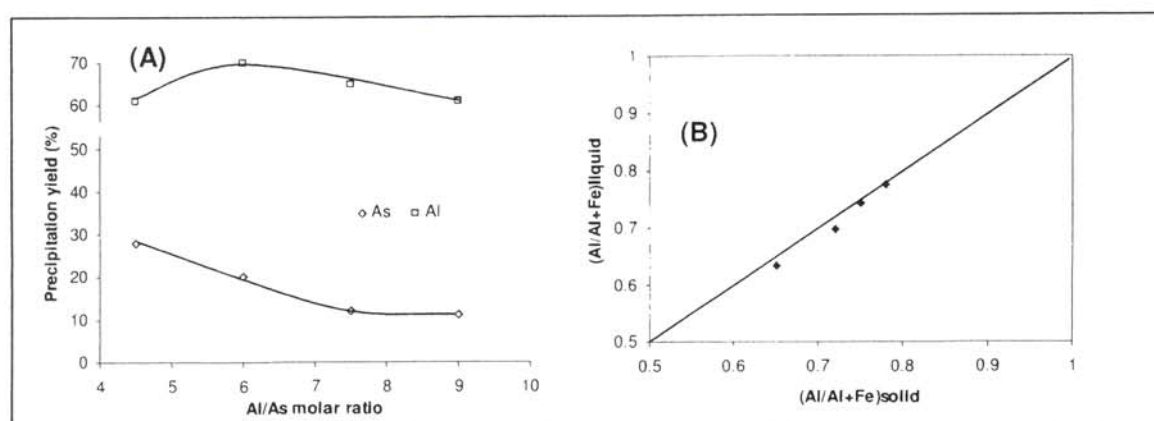 (A)
70
60
50
40
30
20
10
0
Precipitation yield (%)
As
Al
4 5 6 7 8 9 10
Al/As molar ratio
(B)
1
0.9
0.8
0.7
0.6
0.5
(Al/Al+Fe)liquid
0.5 0.6 0.7 0.8 0.9 1
(Al/Al+Fe)solid